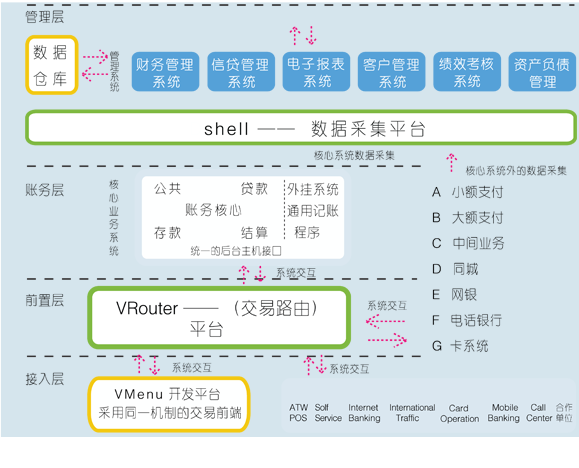 管理层
数 据
仓 库
管理系统
财务管理
系统
信贷管理
系统
电子报表
系统
客户管理
系统
绩效考核
系统
资产负债
管理
shell —— 数据采集平台
核心系统数据采集
核心系统外的数据采集
账务层
核心业务系统
公共 贷款
账务核心
存款 结算
外挂系统
通用记账
程序
统一的后台主机接口
A 小额支付
B 大额支付
C 中间业务
D 同城
E 网银
F 电话银行
G 卡系统
系统交互
前置层
VRouter ——（交易路由）
平台
系统交互
系统交互
系统交互
接入层
VMenu 开发平台
采用同一机制的交易前端
ATW
POS
Solf
Service
Internet
Banking
International
Traffic
Card
Operation
Mobile
Banking
Call
Center
合作
单位